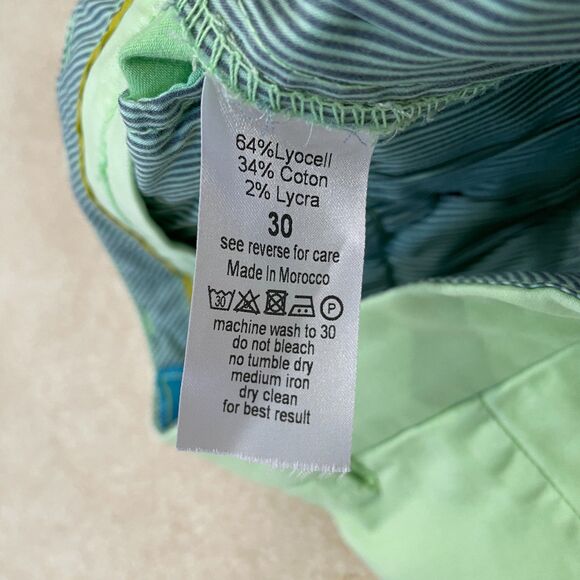 64%Lyocell
34% Coton
2% Lycra
30
see reverse for care
Made In Morocco
30 P
machine wash to 30
do not bleach
no tumble dry
medium iron
dry clean
for best result